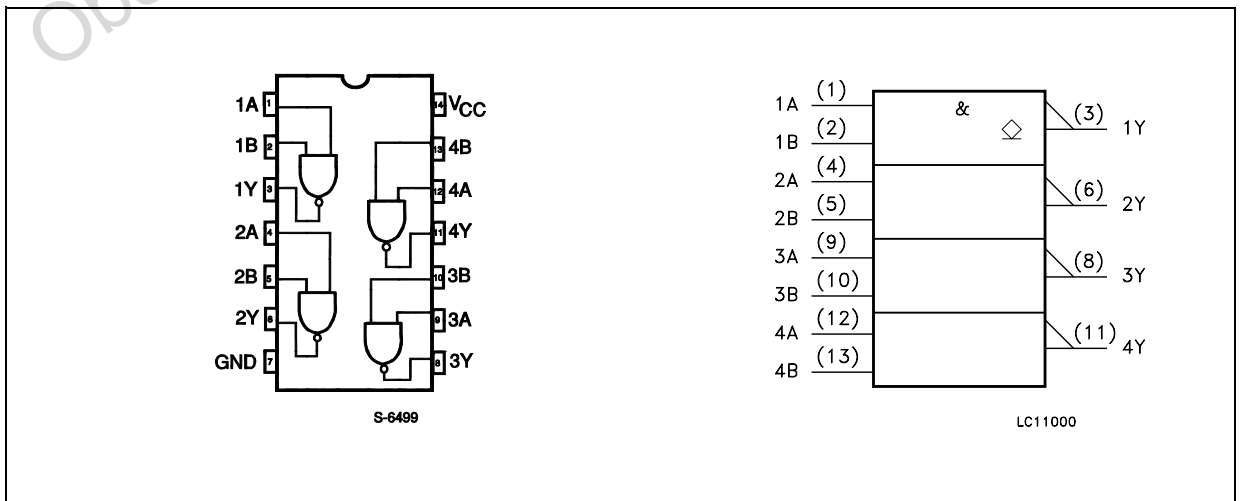 Obs
1A 1
1B 2
1Y 3
2A 4
2B 5
2Y 6
GND 7
14 VCC
13 4B
12 4A
11 4Y
10 3B
9 3A
8 3Y
S-6499
1A (1)
1B (2)
2A (4)
2B (5)
3A (9)
3B (10)
4A (12)
4B (13)
&
(3) 1Y
(6) 2Y
(8) 3Y
(11) 4Y
LC11000